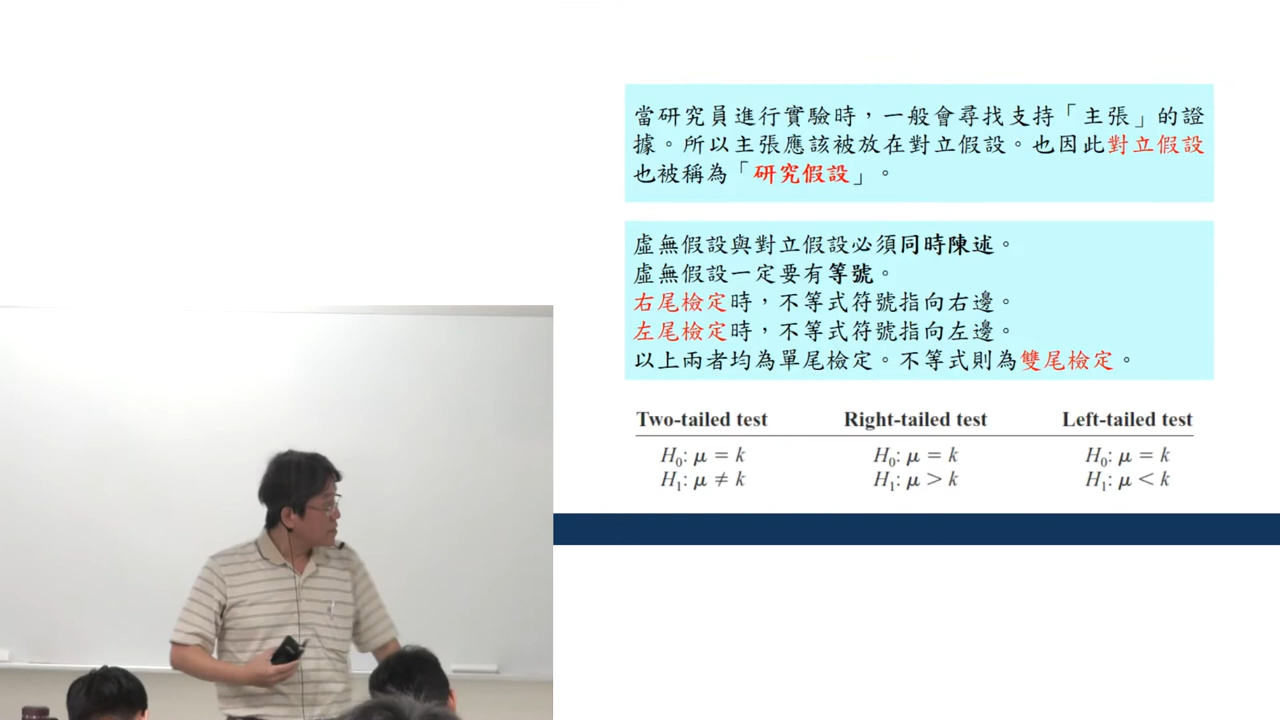 當研究員進行實驗時，一般會尋找支持「主張」的證
據。所以主張應該被放在對立假設。也因此對立假設
也被稱為「研究假設」。
虛無假設與對立假設必須同時陳述。
虛無假設一定要有等號。
右尾檢定時，不等式符號指向右邊。
左尾檢定時，不等式符號指向左邊。
以上兩者均為單尾檢定。不等式則為雙尾檢定。
Two-tailed test Right-tailed test Left-tailed test
H₀: μ = k H₀: μ = k H₀: μ = k
H₁: μ ≠ k H₁: μ > k H₁: μ < k